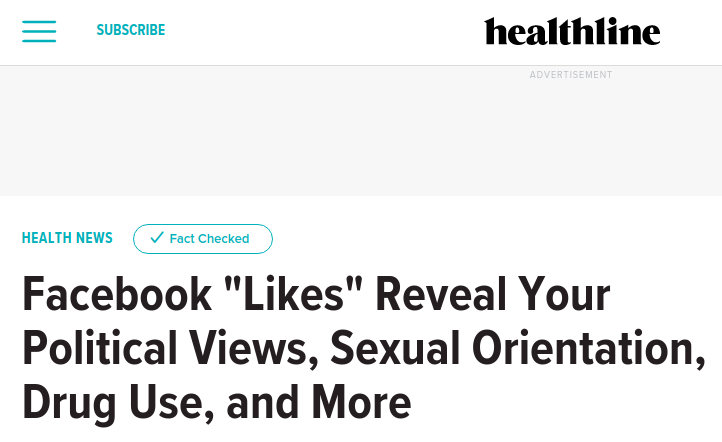 SUBSCRIBE
healthline
ADVERTISEMENT
HEALTH NEWS
Fact Checked
Facebook "Likes" Reveal Your
Political Views, Sexual Orientation,
Drug Use, and More